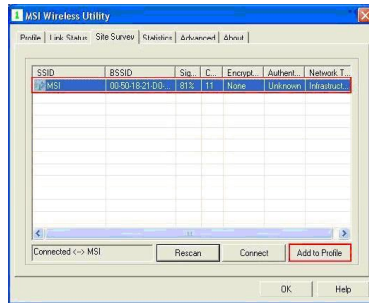 MSI Wireless Utility
Profile Link Status Site Survey Statistics Advanced About
SSID BSSID Sig... C... Encrypt... Authent... Network T...
MSI 00-50-18-21-D0-... 81% 11 None Unknown Infrastruct...
Connected <--> MSI Rescan Connect Add to Profile
OK Help